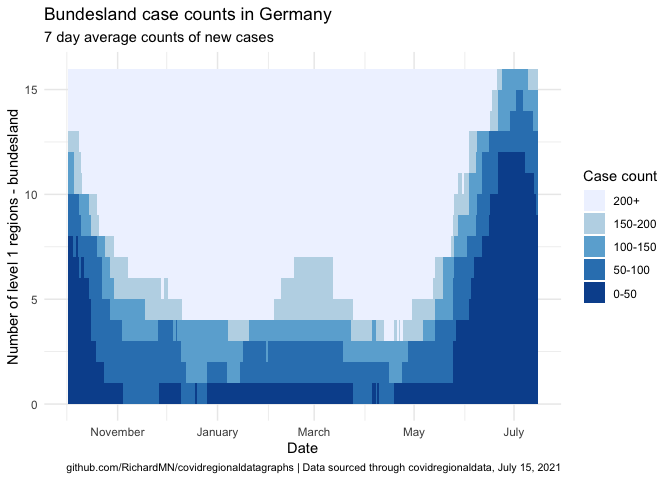 Bundesland case counts in Germany
7 day average counts of new cases
Number of level 1 regions - bundesland
15
10
5
0
November
January
March
May
July
Date
Case count
200+
150-200
100-150
50-100
0-50
github.com/RichardMN/covidregionaldatagraphs | Data sourced through covidregionaldata, July 15, 2021